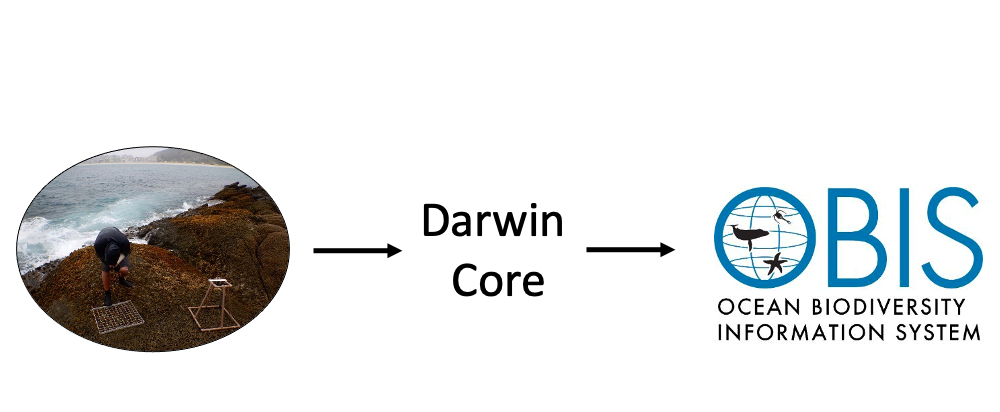 Darwin
Core
OBIS
OCEAN BIODIVERSITY
INFORMATION SYSTEM